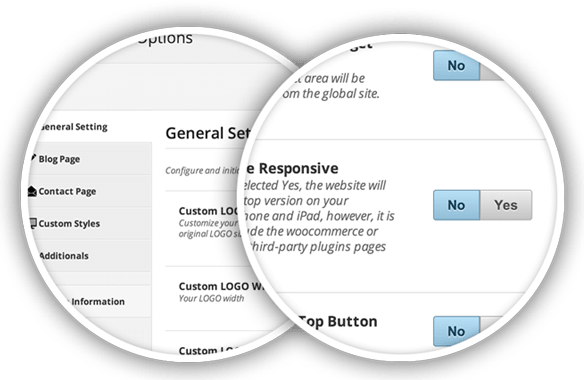 Options
General Setting
Blog Page
Contact Page
Custom Styles
Additionals
Information
General Set
Configure and initi
Custom LOG
Customize your
original LOGO s
Custom LOGO W
Your LOGO width
Custom LOGO
get
area will be
om the global site.
No
e Responsive
elected Yes, the website will
top version on your
hone and iPad, however, it is
de the woocommerce or
third-party plugins pages
No Yes
Top Button
No